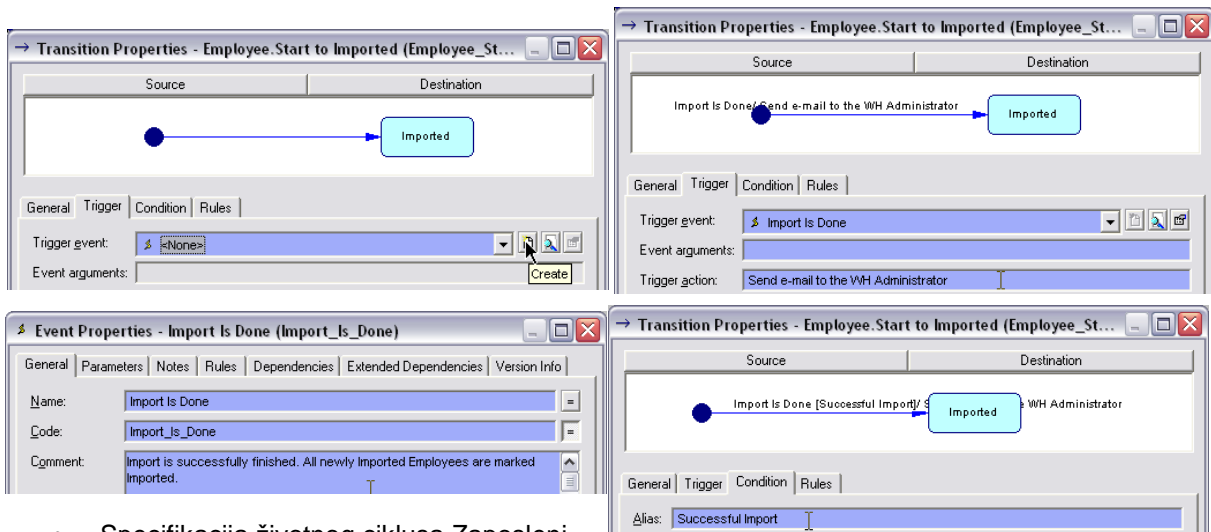 → Transition Properties - Employee.Start to Imported (Employee_St...
Source Destination
Imported
General Trigger Condition Rules
Trigger event: <None>
Event arguments:
Create
→ Transition Properties - Employee.Start to Imported (Employee_St...
Source Destination
Import Is Done/ Send e-mail to the WH Administrator
Imported
General Trigger Condition Rules
Trigger event: Import Is Done
Event arguments:
Trigger action: Send e-mail to the WH Administrator
Event Properties - Import Is Done (Import_Is_Done)
General Parameters Notes Rules Dependencies Extended Dependencies Version Info
Name: Import Is Done =
Code: Import_Is_Done =
Comment: Import is successfully finished. All newly Imported Employees are marked
Imported.
→ Transition Properties - Employee.Start to Imported (Employee_St...
Source Destination
Import Is Done [Successful Import]/ WH Administrator
Imported
General Trigger Condition Rules
Alias: Successful Import